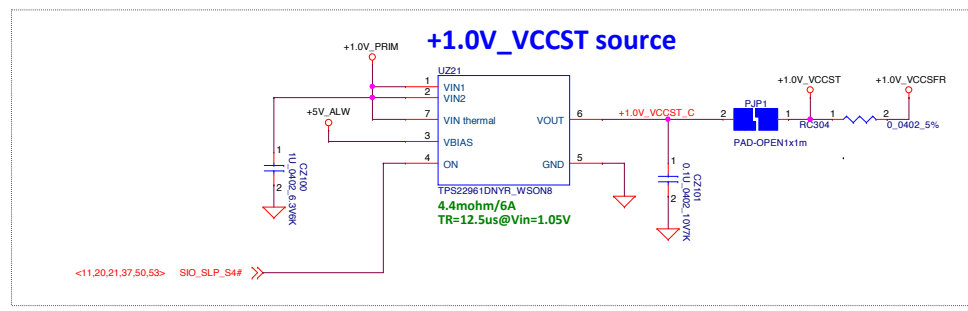 +1.0V_VCCST source
+1.0V_PRIM
UZ21
1 VIN1
2 VIN2
7 VIN thermal
+5V_ALW
3 VBIAS
4 ON
VOUT 6
GND 5
TPS22961DNYR_WSON8
4.4mohm/6A
TR=12.5us@Vin=1.05V
1
2
CZ100
1U_0402_6.3V6K
+1.0V_VCCST_C
1
2
CZ101
0.1U_0402_10V7K
2 PJP1 1
PAD-OPEN1x1m
+1.0V_VCCST
+1.0V_VCCSFR
1 2
RC304
0_0402_5%
<11,20,21,37,50,53> SIO_SLP_S4#